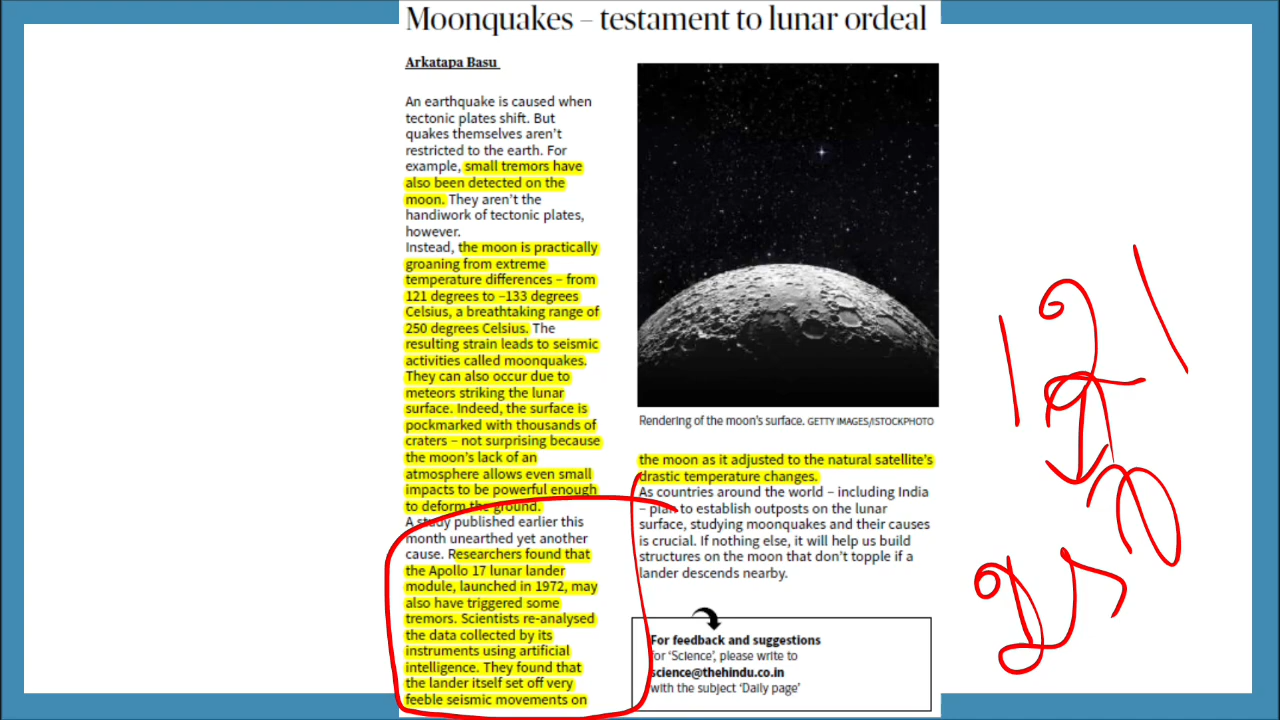 Moonquakes – testament to lunar ordeal
Arkatapa Basu
An earthquake is caused when
tectonic plates shift. But
quakes themselves aren't
restricted to the earth. For
example, small tremors have
also been detected on the
moon. They aren't the
handiwork of tectonic plates,
however.
Instead, the moon is practically
groaning from extreme
temperature differences – from
121 degrees to –133 degrees
Celsius, a breathtaking range of
250 degrees Celsius. The
resulting strain leads to seismic
activities called moonquakes.
They can also occur due to
meteors striking the lunar
surface. Indeed, the surface is
pockmarked with thousands of
craters – not surprising because
the moon's lack of an
atmosphere allows even small
impacts to be powerful enough
to deform the ground.
A study published earlier this
month unearthed yet another
cause. Researchers found that
the Apollo 17 lunar lander
module, launched in 1972, may
also have triggered some
tremors. Scientists re-analysed
the data collected by its
instruments using artificial
intelligence. They found that
the lander itself set off very
feeble seismic movements on
Rendering of the moon's surface. GETTY IMAGES/ISTOCKPHOTO
the moon as it adjusted to the natural satellite's
drastic temperature changes.
As countries around the world – including India
– plan to establish outposts on the lunar
surface, studying moonquakes and their causes
is crucial. If nothing else, it will help us build
structures on the moon that don't topple if a
lander descends nearby.
For feedback and suggestions
for 'Science', please write to
science@thehindu.co.in
with the subject 'Daily page'
121
250